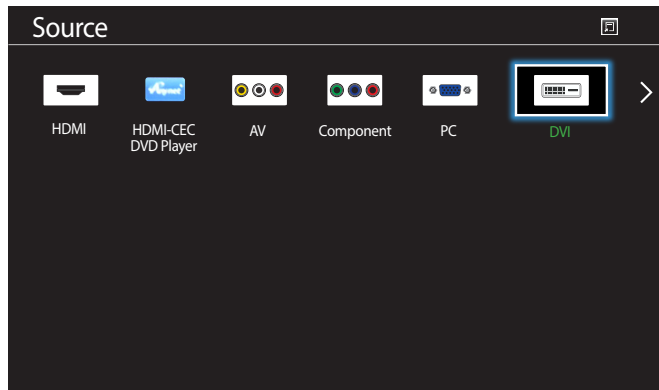 Source
HDMI
HDMI-CEC
DVD Player
AV
Component
PC
DVI